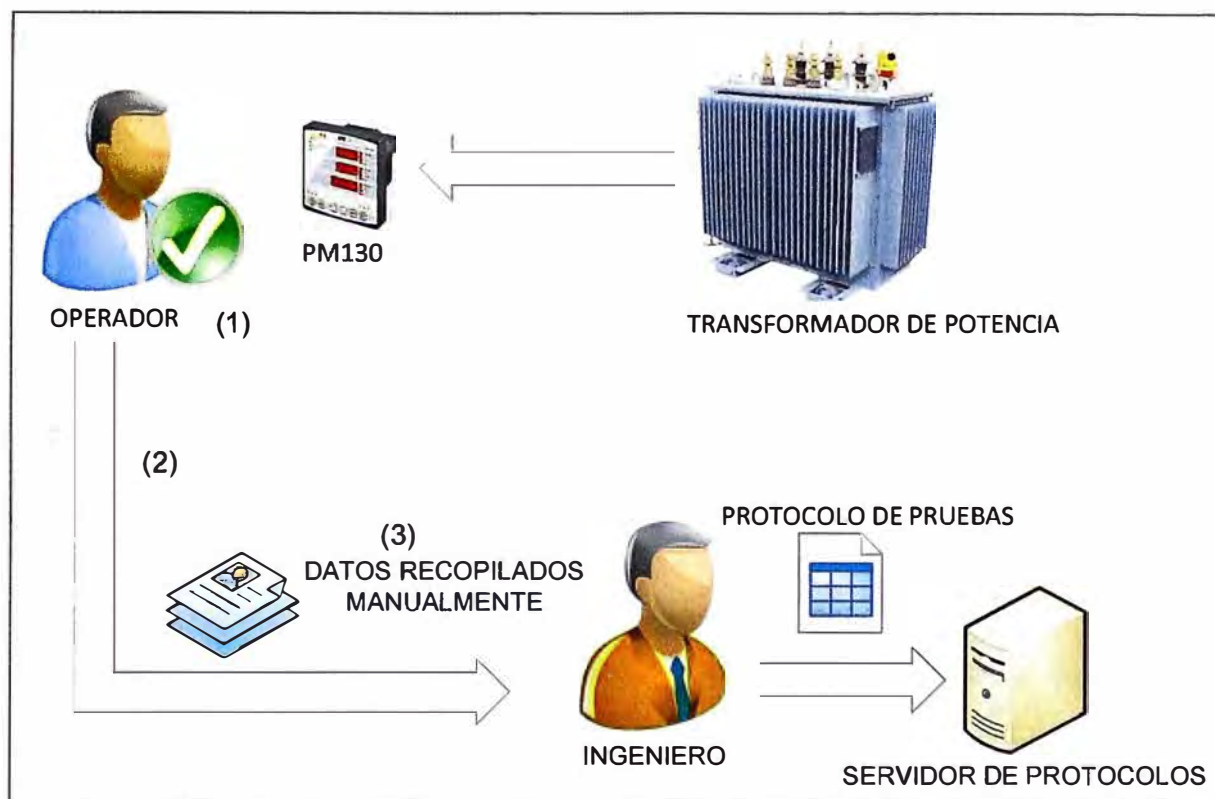 PM130
OPERADOR (1)
TRANSFORMADOR DE POTENCIA
(2)
(3)
DATOS RECOPILADOS
MANUALMENTE
PROTOCOLO DE PRUEBAS
INGENIERO
SERVIDOR DE PROTOCOLOS